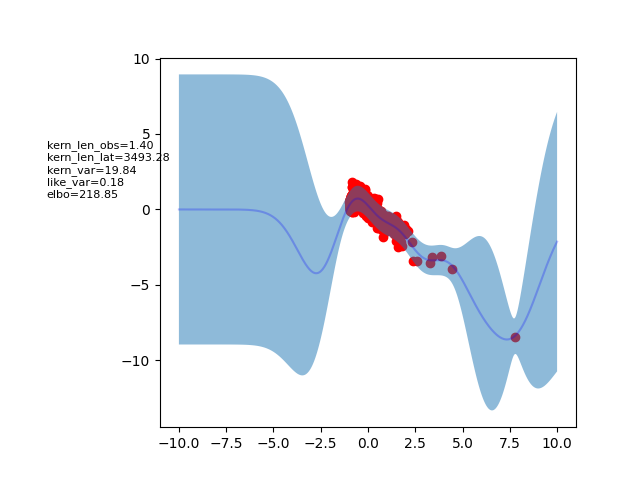 kern_len_obs=1.40
kern_len_lat=3493.28
kern_var=19.84
like_var=0.18
elbo=218.85
10
5
0
−5
−10
−10.0 −7.5 −5.0 −2.5 0.0 2.5 5.0 7.5 10.0